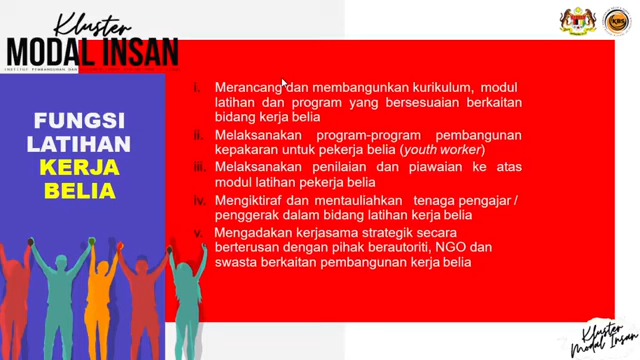 Kluster
MODAL INSAN
KBS
FUNGSI
LATIHAN
KERJA
BELIA
i. Merancang dan membangunkan kurikulum, modul
latihan dan program yang bersesuaian berkaitan
bidang kerja belia
ii. Melaksanakan program-program pembangunan
kepakaran untuk pekerja belia (youth worker)
iii. Melaksanakan penilaian dan piawaian ke atas
modul latihan pekerja belia
iv. Mengiktiraf dan mentauliahkan tenaga pengajar /
penggerak dalam bidang latihan kerja belia
v. Mengadakan kerjasama strategik secara
berterusan dengan pihak berautoriti, NGO dan
swasta berkaitan pembangunan kerja belia
Kluster
Modal Insan